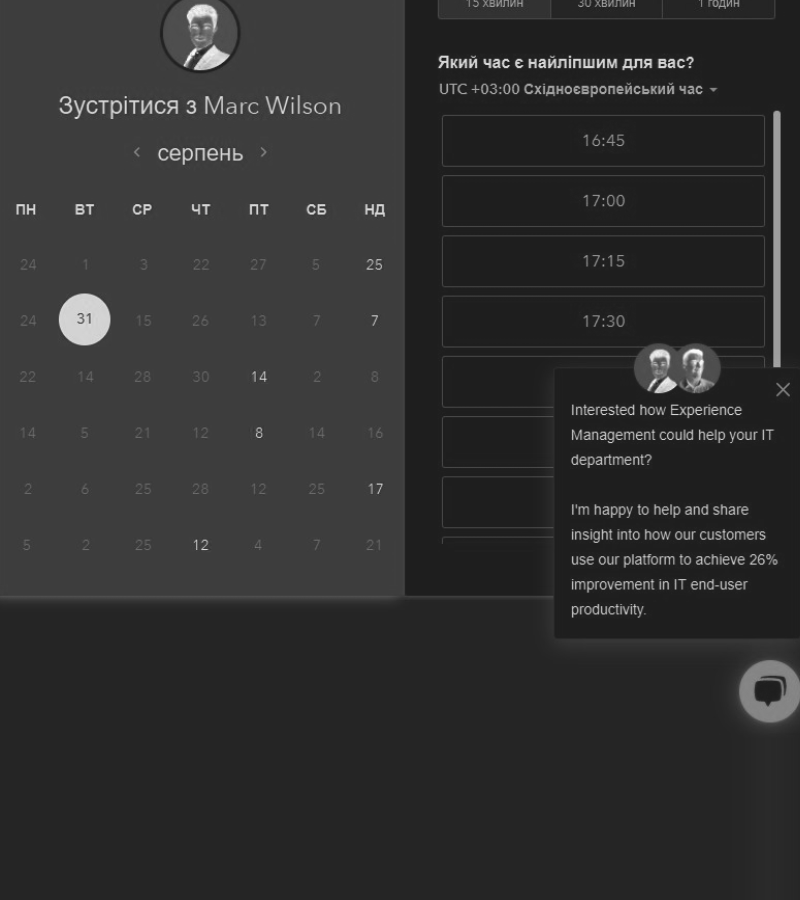 Зустрітися з Marc Wilson
серпень
ПН ВТ СР ЧТ ПТ СБ НД
24 1 3 22 27 5 25
24 31 15 26 13 7 7
22 14 28 30 14 2 8
14 5 21 12 8 14 16
2 6 25 28 12 25 17
5 2 25 12 4 7 21
15 хвилин 30 хвилин 1 годин
Який час є найліпшим для вас?
UTC +03:00 Східноєвропейський час
16:45
17:00
17:15
17:30
Interested how Experience
Management could help your IT
department?
I'm happy to help and share
insight into how our customers
use our platform to achieve 26%
improvement in IT end-user
productivity.